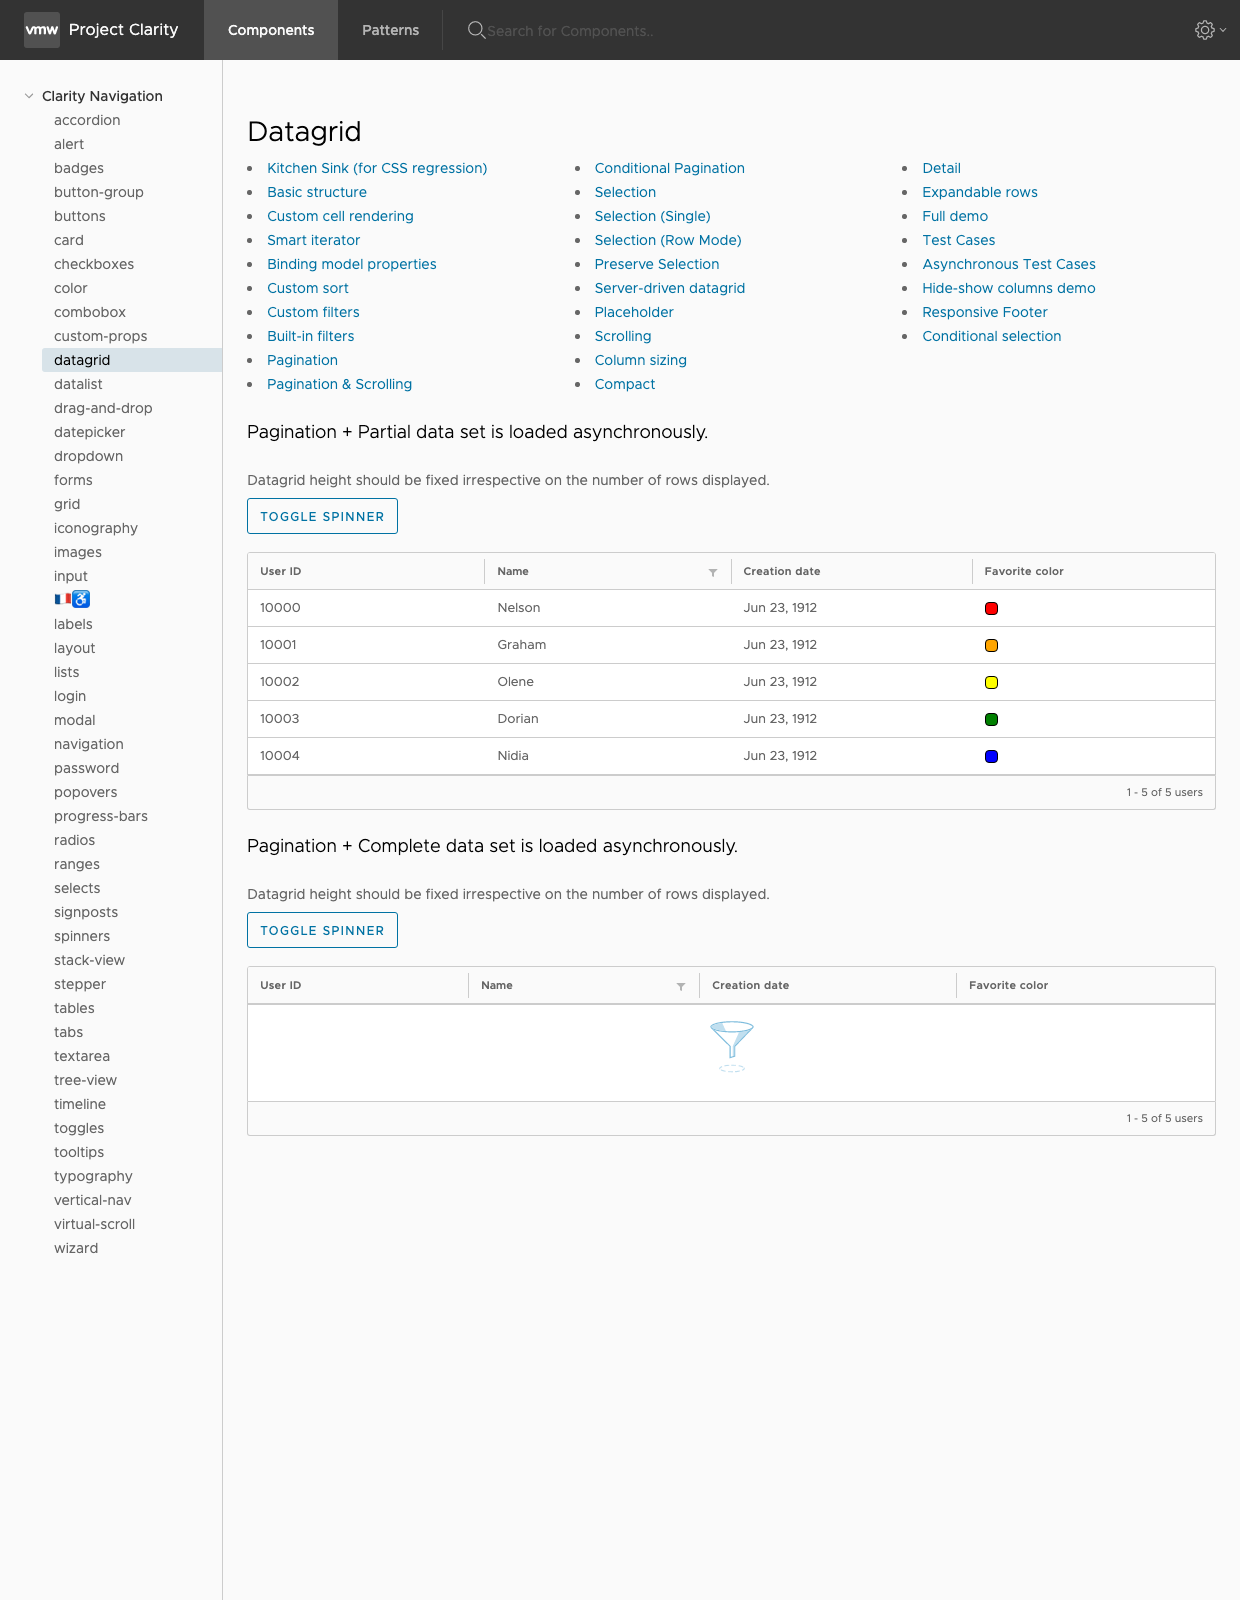 vmw Project Clarity Components Patterns Search for Components..
Clarity Navigation
accordion
alert
badges
button-group
buttons
card
checkboxes
color
combobox
custom-props
datagrid
datalist
drag-and-drop
datepicker
dropdown
forms
grid
iconography
images
input
🇫🇷♿
labels
layout
lists
login
modal
navigation
password
popovers
progress-bars
radios
ranges
selects
signposts
spinners
stack-view
stepper
tables
tabs
textarea
tree-view
timeline
toggles
tooltips
typography
vertical-nav
virtual-scroll
wizard
Datagrid
Kitchen Sink (for CSS regression)
Basic structure
Custom cell rendering
Smart iterator
Binding model properties
Custom sort
Custom filters
Built-in filters
Pagination
Pagination & Scrolling
Conditional Pagination
Selection
Selection (Single)
Selection (Row Mode)
Preserve Selection
Server-driven datagrid
Placeholder
Scrolling
Column sizing
Compact
Detail
Expandable rows
Full demo
Test Cases
Asynchronous Test Cases
Hide-show columns demo
Responsive Footer
Conditional selection
Pagination + Partial data set is loaded asynchronously.
Datagrid height should be fixed irrespective on the number of rows displayed.
TOGGLE SPINNER
User ID Name Creation date Favorite color
10000 Nelson Jun 23, 1912
10001 Graham Jun 23, 1912
10002 Olene Jun 23, 1912
10003 Dorian Jun 23, 1912
10004 Nidia Jun 23, 1912
1 - 5 of 5 users
Pagination + Complete data set is loaded asynchronously.
Datagrid height should be fixed irrespective on the number of rows displayed.
TOGGLE SPINNER
User ID Name Creation date Favorite color
1 - 5 of 5 users